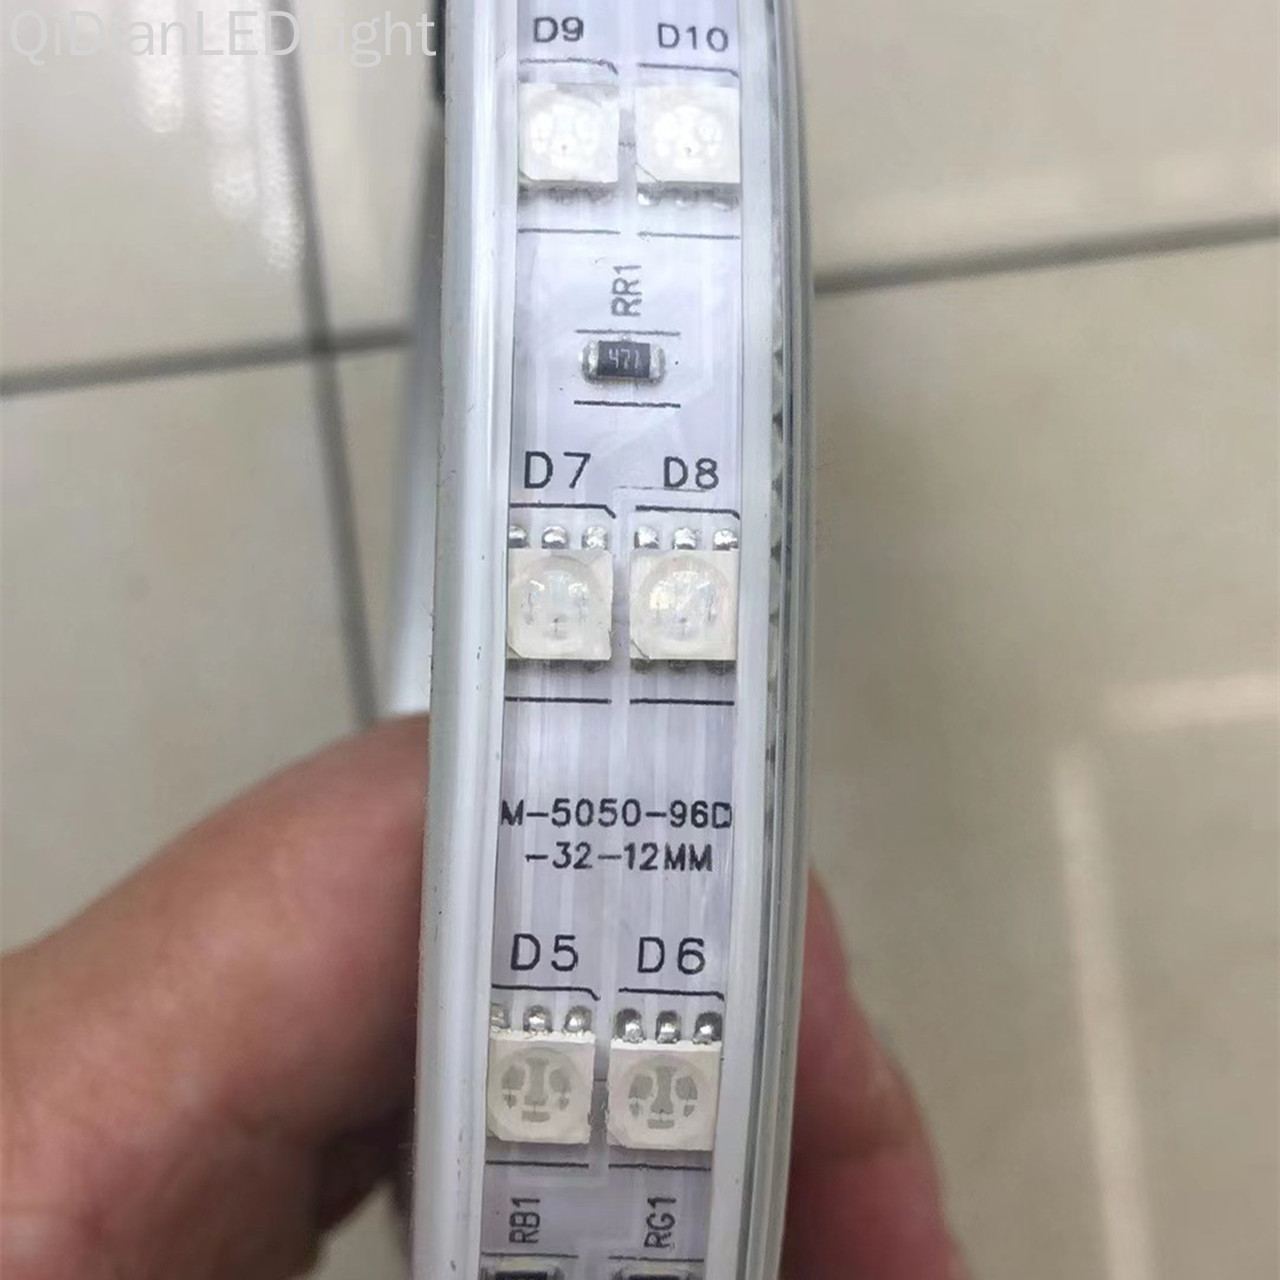 QiDianLEDLight
D9 D10
RR1
471
D7 D8
M-5050-96D
-32-12MM
D5 D6
RB1 RG1